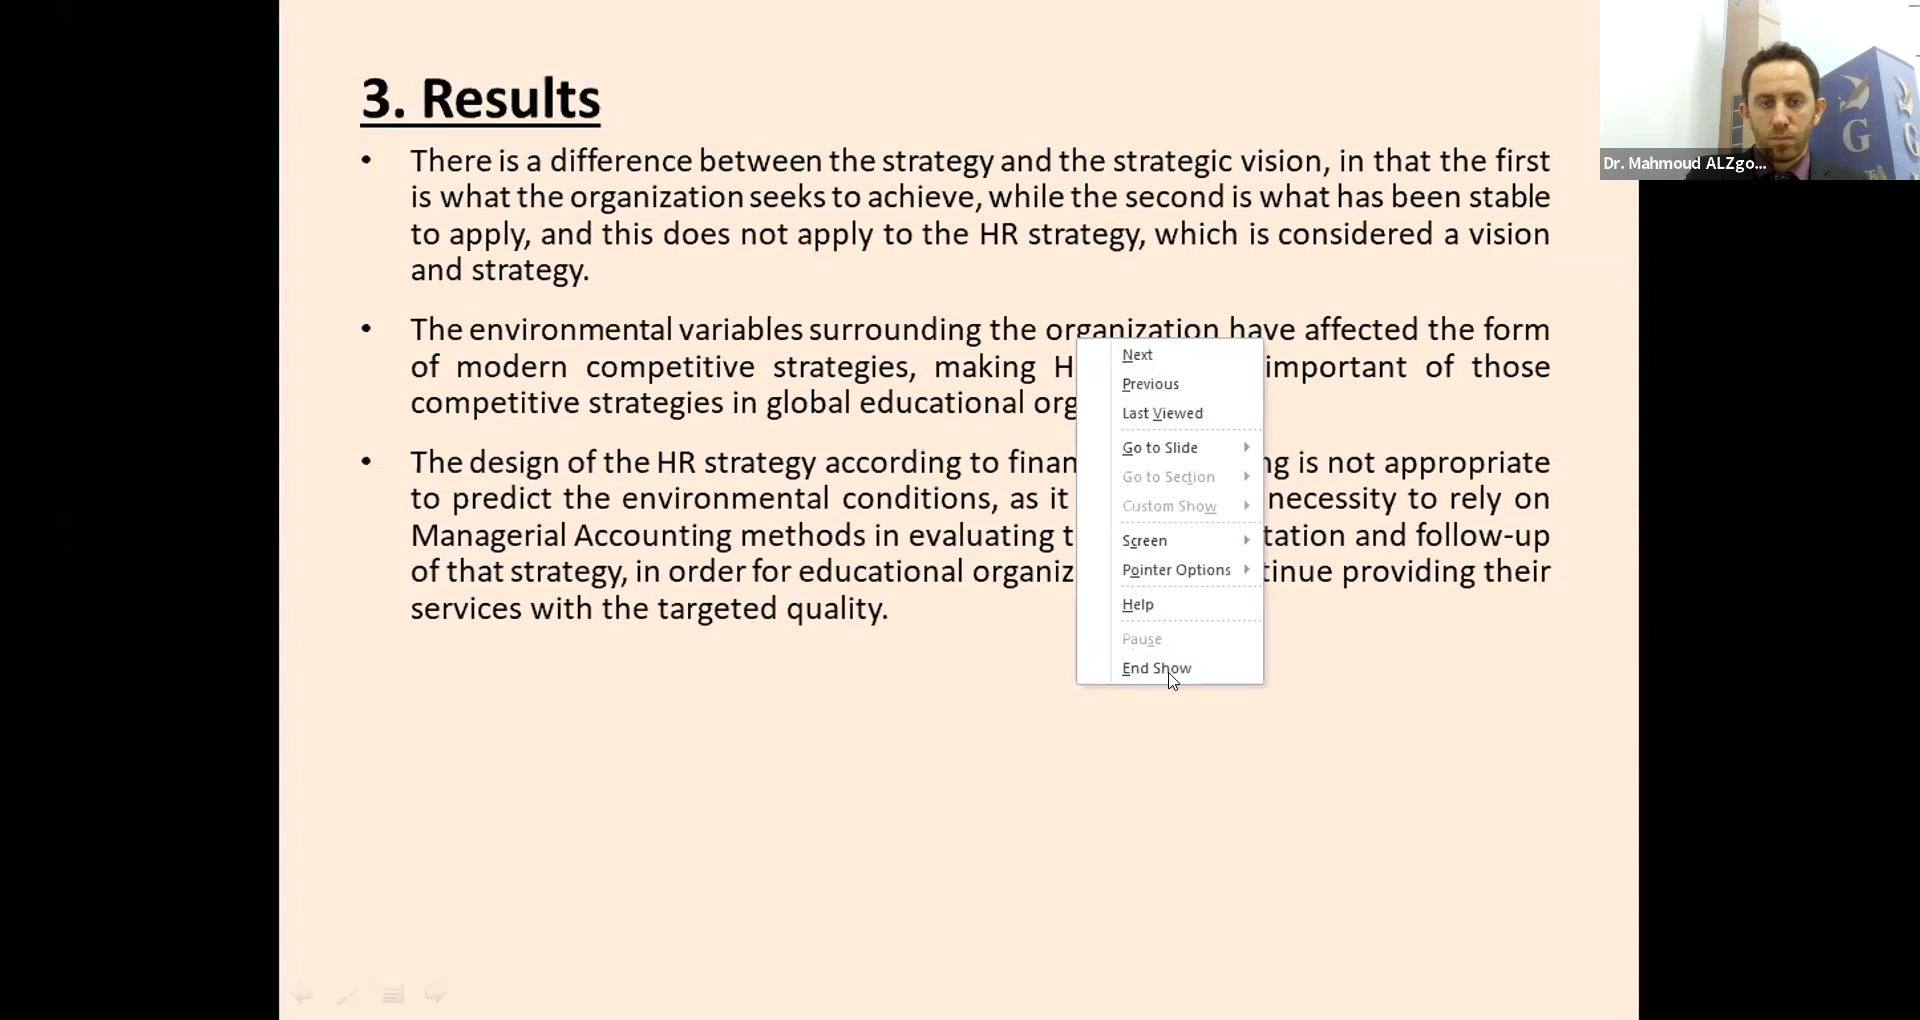 3. Results
• There is a difference between the strategy and the strategic vision, in that the first
is what the organization seeks to achieve, while the second is what has been stable
to apply, and this does not apply to the HR strategy, which is considered a vision
and strategy.
• The environmental variables surrounding the organization have affected the form
of modern competitive strategies, making important of those
competitive strategies in global educational
• The design of the HR strategy according to is not appropriate
to predict the environmental conditions, as it necessity to rely on
Managerial Accounting methods in evaluating and follow-up
of that strategy, in order for educational providing their
services with the targeted quality.
Next
Previous
Last Viewed
Go to Slide
Go to Section
Custom Show
Screen
Pointer Options
Help
Pause
End Show
Dr. Mahmoud ALZgo...
G
G